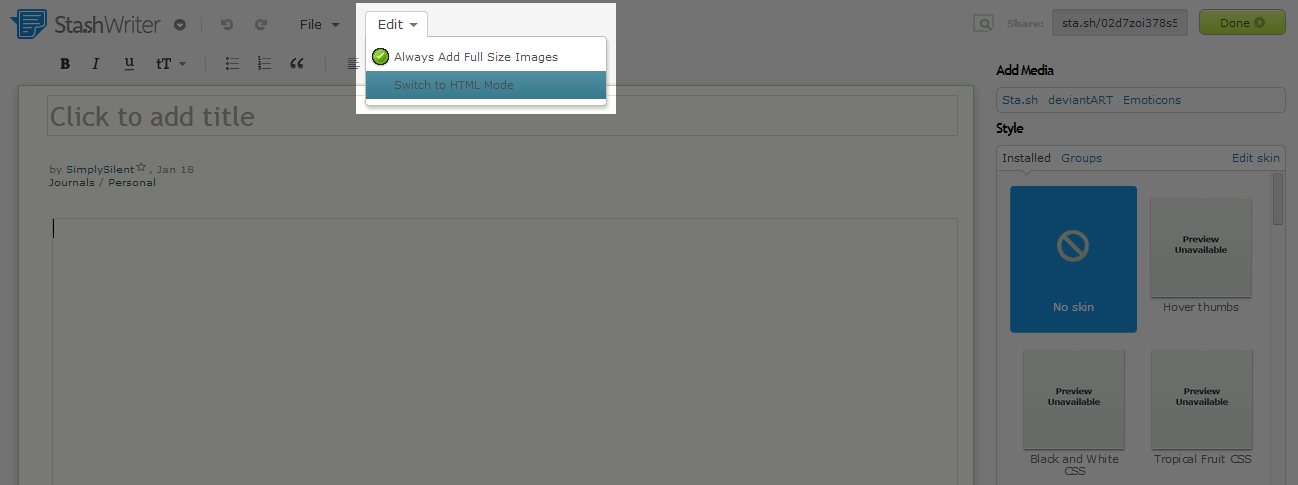 Sta.shWriter
File
Edit
Share:
sta.sh/02d7zoi378s5
Done
B I u tT
Always Add Full Size Images
Switch to HTML Mode
Click to add title
by SimplySilent, Jan 18
Journals / Personal
Add Media
Sta.sh deviantART Emoticons
Style
Installed Groups Edit skin
No skin
Preview
Unavailable
Hover thumbs
Preview
Unavailable
Black and White
CSS
Preview
Unavailable
Tropical Fruit CSS